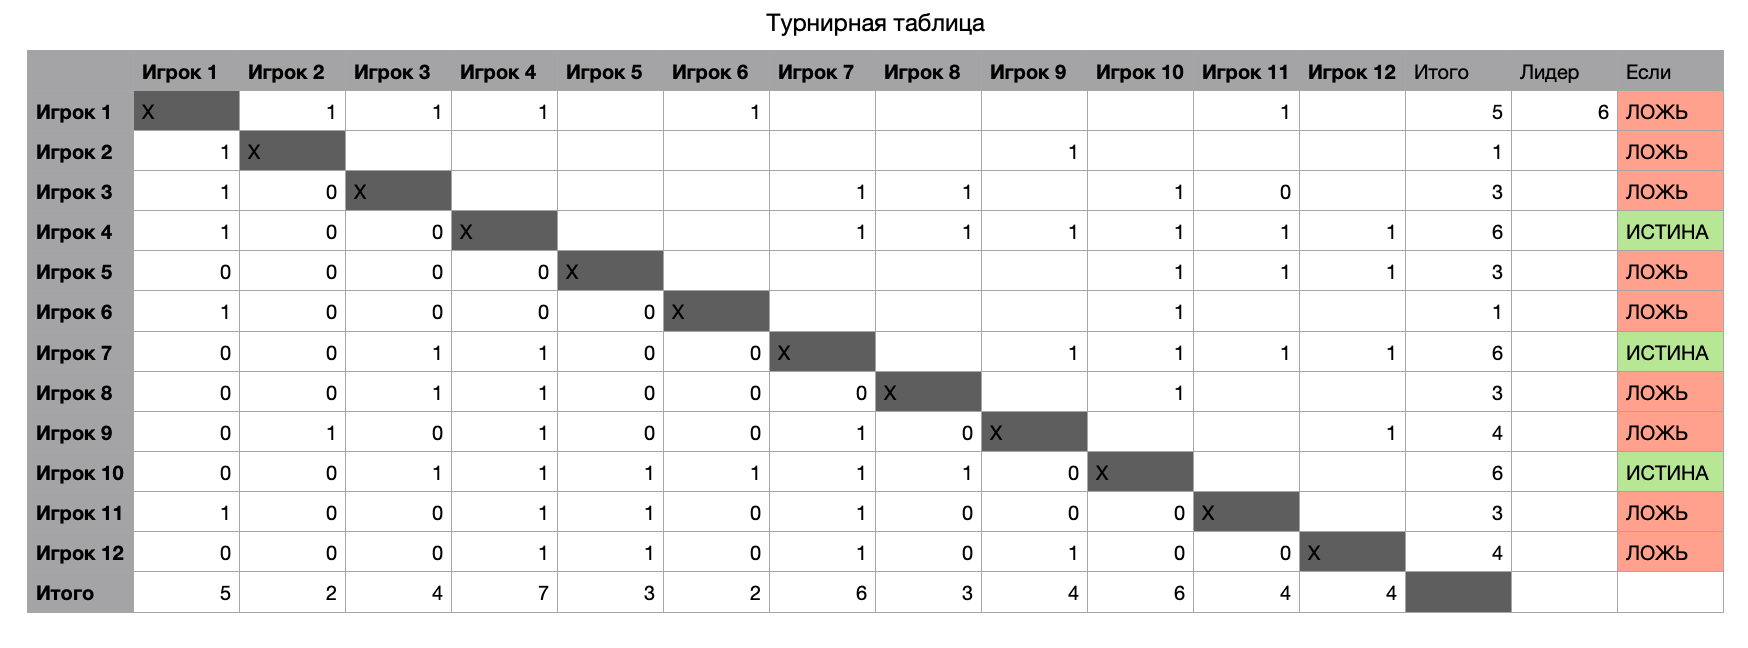 Турнирная таблица
Игрок 1 Игрок 2 Игрок 3 Игрок 4 Игрок 5 Игрок 6 Игрок 7 Игрок 8 Игрок 9 Игрок 10 Игрок 11 Игрок 12 Итого Лидер Если
Игрок 1 X 1 1 1 1 1 5 6 ЛОЖЬ
Игрок 2 1 X 1 1 ЛОЖЬ
Игрок 3 1 0 X 1 1 1 0 3 ЛОЖЬ
Игрок 4 1 0 0 X 1 1 1 1 1 1 6 ИСТИНА
Игрок 5 0 0 0 0 X 1 1 1 3 ЛОЖЬ
Игрок 6 1 0 0 0 0 X 1 1 ЛОЖЬ
Игрок 7 0 0 1 1 0 0 X 1 1 1 1 6 ИСТИНА
Игрок 8 0 0 1 1 0 0 0 X 1 3 ЛОЖЬ
Игрок 9 0 1 0 1 0 0 1 0 X 1 4 ЛОЖЬ
Игрок 10 0 0 1 1 1 1 1 1 0 X 6 ИСТИНА
Игрок 11 1 0 0 1 1 0 1 0 0 0 X 3 ЛОЖЬ
Игрок 12 0 0 0 1 1 0 1 0 1 0 0 X 4 ЛОЖЬ
Итого 5 2 4 7 3 2 6 3 4 6 4 4